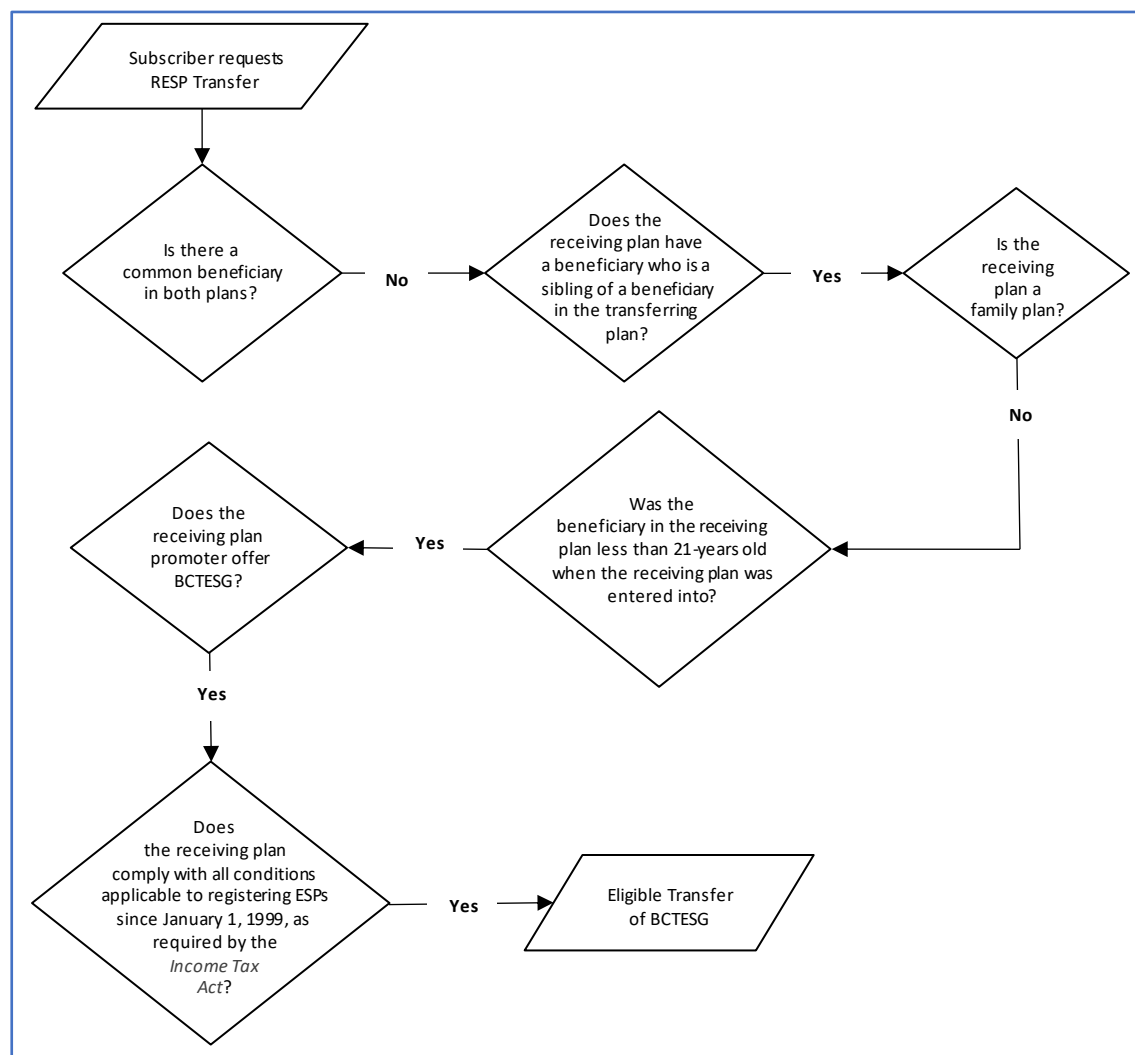 Subscriber requests
RESP Transfer
Is there a
common beneficiary
in both plans?
No
Does the
receiving plan have
a beneficiary who is a
sibling of a beneficiary
in the transferring
plan?
Yes
Is the
receiving
plan a
family plan?
No
Was the
beneficiary in the receiving
plan less than 21-years old
when the receiving plan was
entered into?
Yes
Does the
receiving plan
promoter offer
BCTESG?
Yes
Does
the receiving plan
comply with all conditions
applicable to registering ESPs
since January 1, 1999, as
required by the
Income Tax
Act?
Yes
Eligible Transfer
of BCTESG